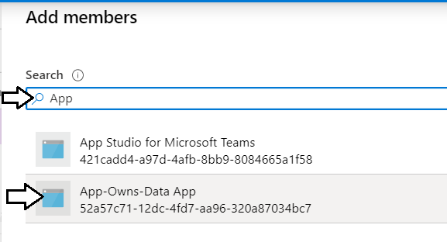 Add members
Search
App
App Studio for Microsoft Teams
421cadd4-a97d-4afb-8bb9-8084665a1f58
App-Owns-Data App
52a57c71-12dc-4fd7-aa96-320a87034bc7